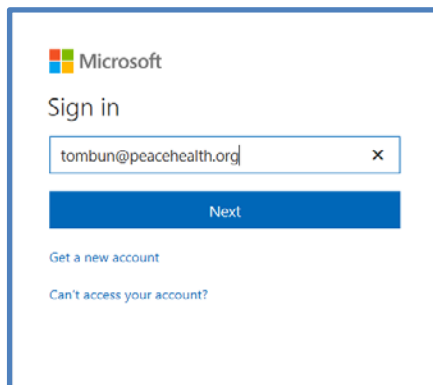 Microsoft
Sign in
tombun@peacehealth.org
Next
Get a new account
Can't access your account?